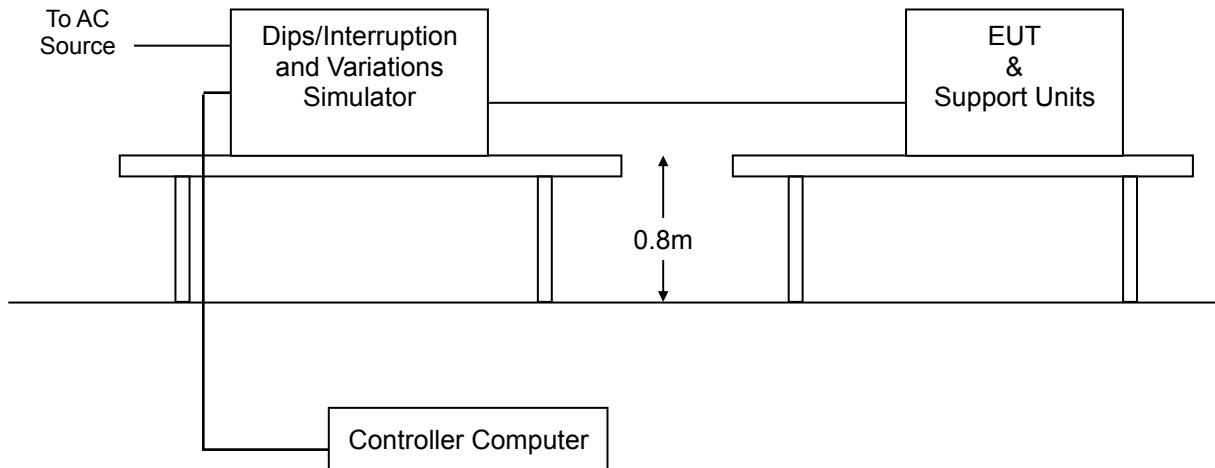 To AC
Source
Dips/Interruption
and Variations
Simulator
EUT
&
Support Units
0.8m
Controller Computer